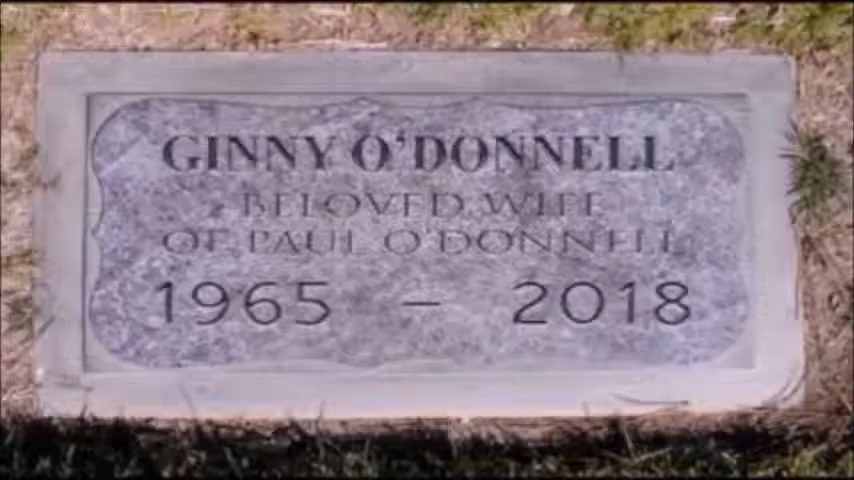 GINNY O'DONNELL
BELOVED WIFE
OF PAUL O'DONNELL
1965 – 2018